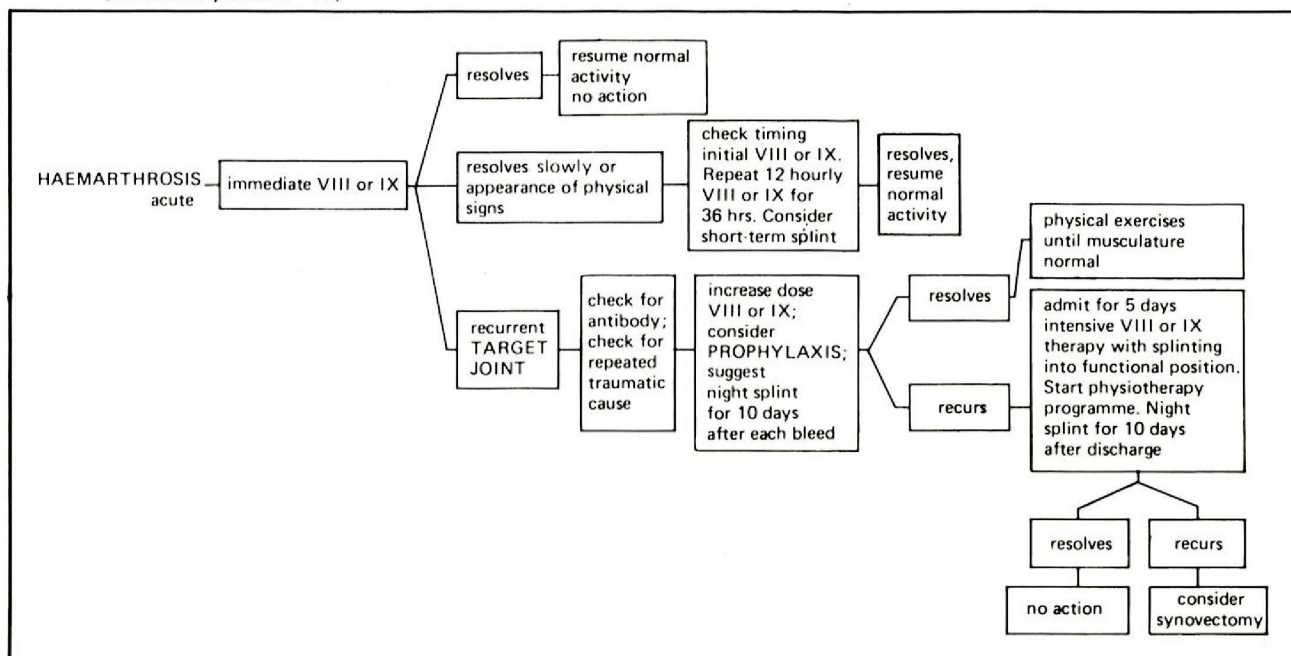 HAEMARTHROSIS
acute
immediate VIII or IX
resolves
resume normal
activity
no action
resolves slowly or
appearance of physical
signs
check timing
initial VIII or IX.
Repeat 12 hourly
VIII or IX for
36 hrs. Consider
short-term splint
resolves,
resume
normal
activity
recurrent
TARGET
JOINT
check for
antibody;
check for
repeated
traumatic
cause
increase dose
VIII or IX;
consider
PROPHYLAXIS;
suggest
night splint
for 10 days
after each bleed
resolves
physical exercises
until musculature
normal
recurs
admit for 5 days
intensive VIII or IX
therapy with splinting
into functional position.
Start physiotherapy
programme. Night
splint for 10 days
after discharge
resolves
no action
recurs
consider
synovectomy